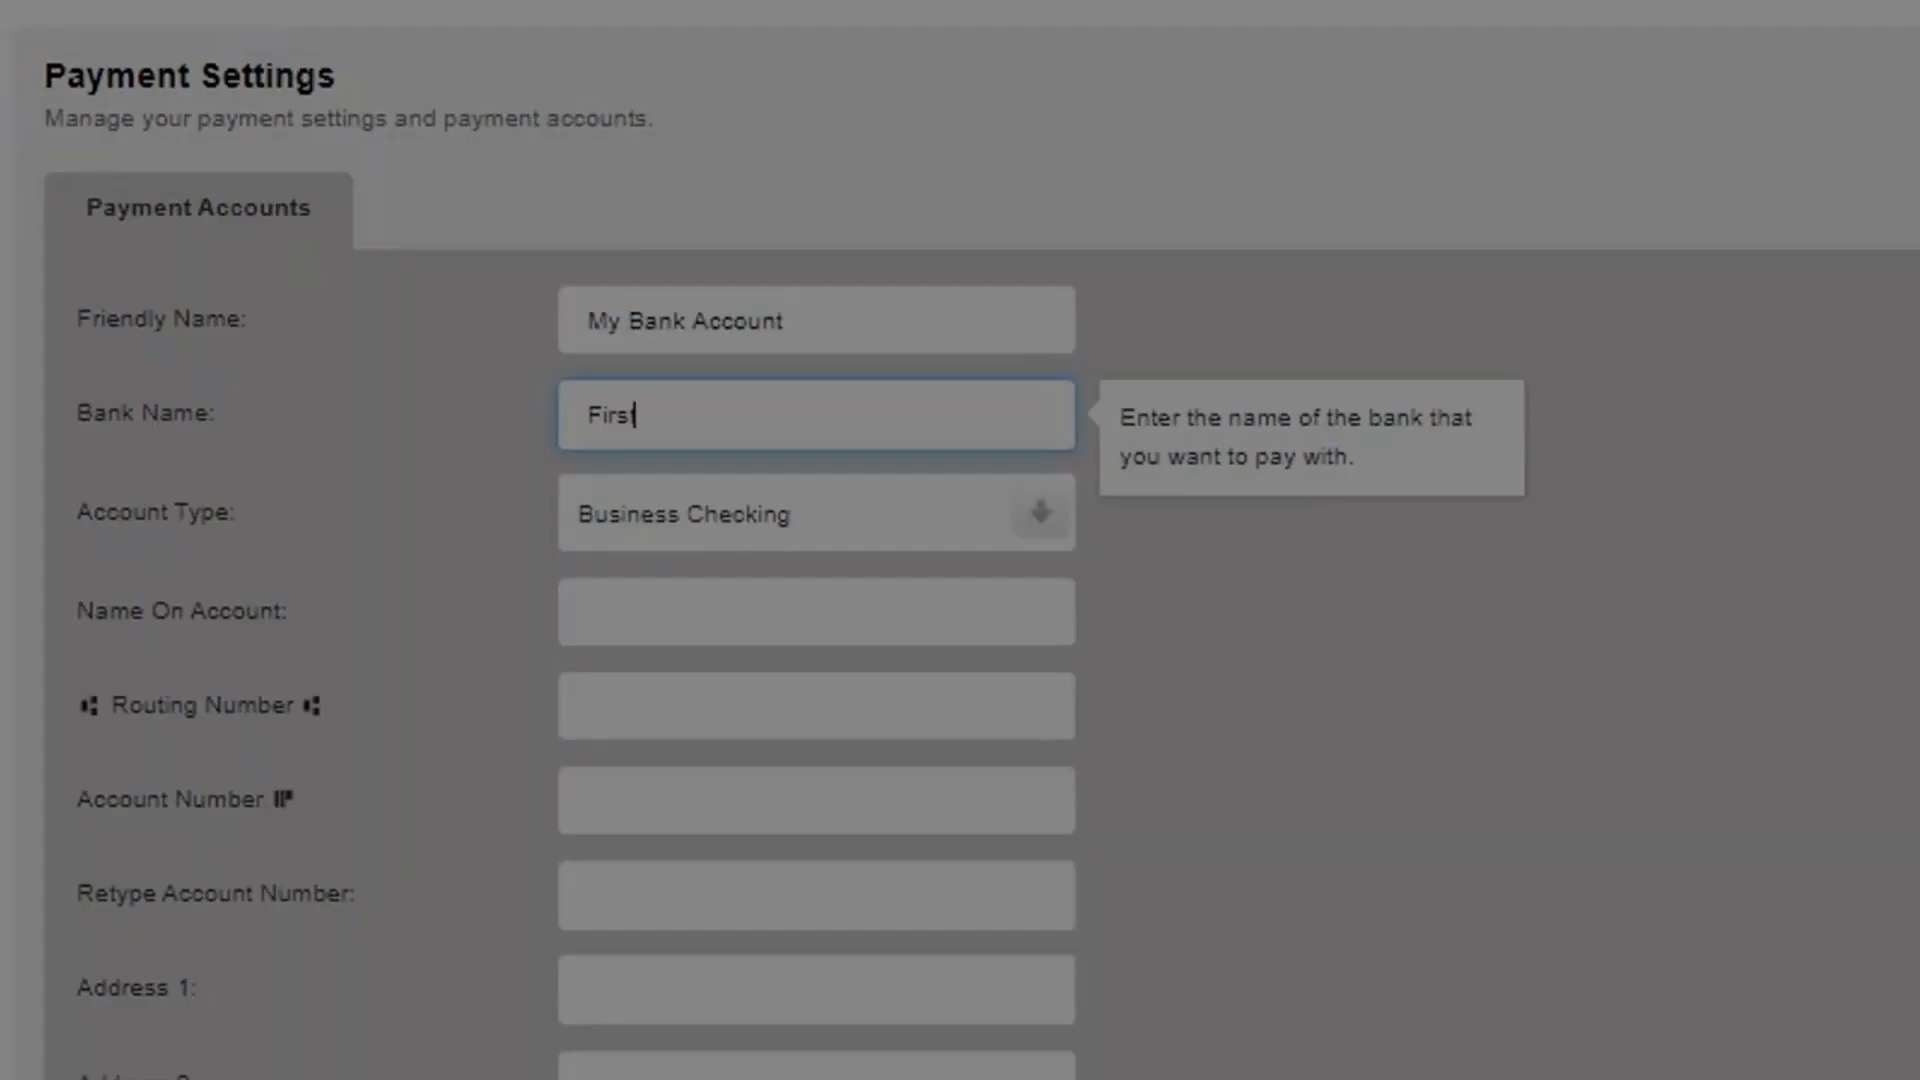 Payment Settings
Manage your payment settings and payment accounts.
Payment Accounts
Friendly Name:
My Bank Account
Bank Name:
First
Enter the name of the bank that
you want to pay with.
Account Type:
Business Checking
Name On Account:
⑆ Routing Number ⑆
Account Number ⑈
Retype Account Number:
Address 1: